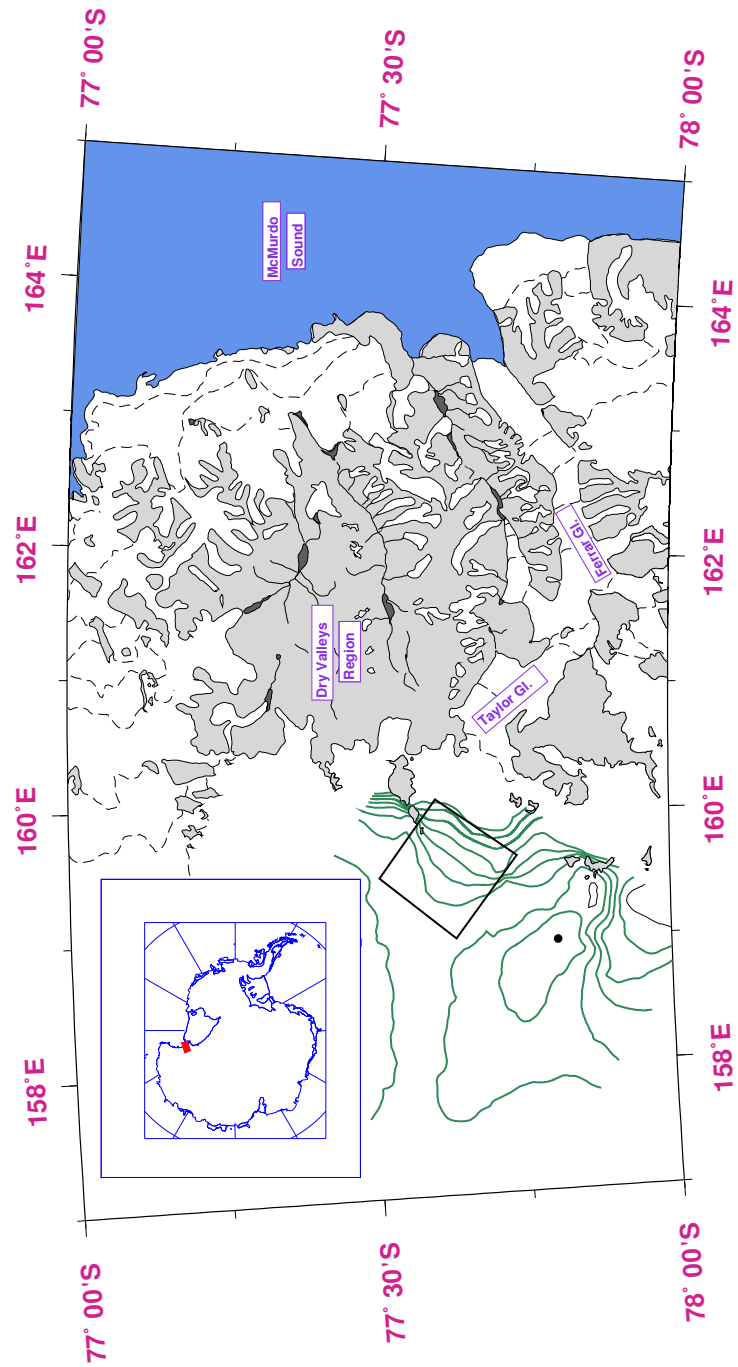 77° 00'S
77° 30'S
78° 00'S
164°E
164°E
McMurdo
Sound
162°E
162°E
Ferrar Gl.
Dry Valleys
Region
Taylor Gl.
160°E
160°E
158°E
158°E
77° 00'S
77° 30'S
78° 00'S